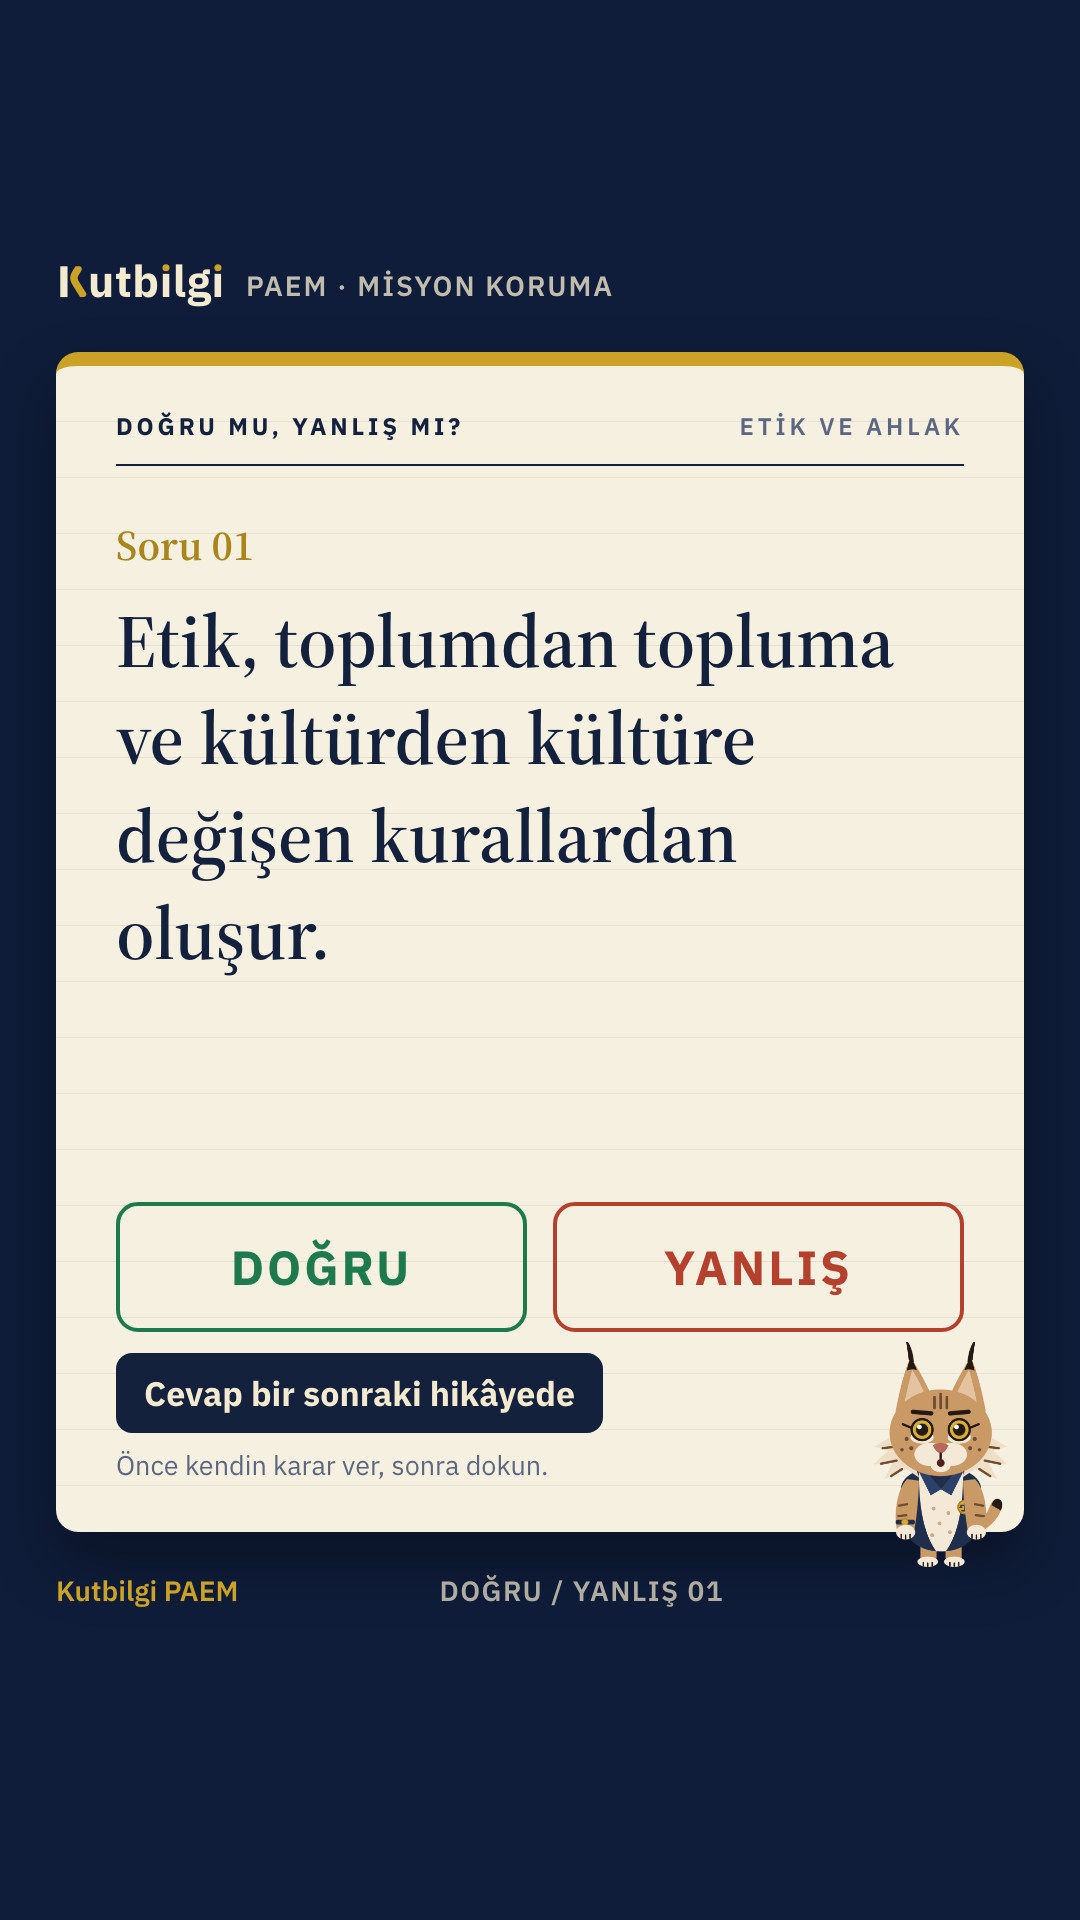 Kutbilgi PAEM · MİSYON KORUMA
DOĞRU MU, YANLIŞ MI? ETİK VE AHLAK
Soru 01
Etik, toplumdan topluma
ve kültürden kültüre
değişen kurallardan
oluşur.
DOĞRU YANLIŞ
Cevap bir sonraki hikâyede
Önce kendin karar ver, sonra dokun.
Kutbilgi PAEM DOĞRU / YANLIŞ 01